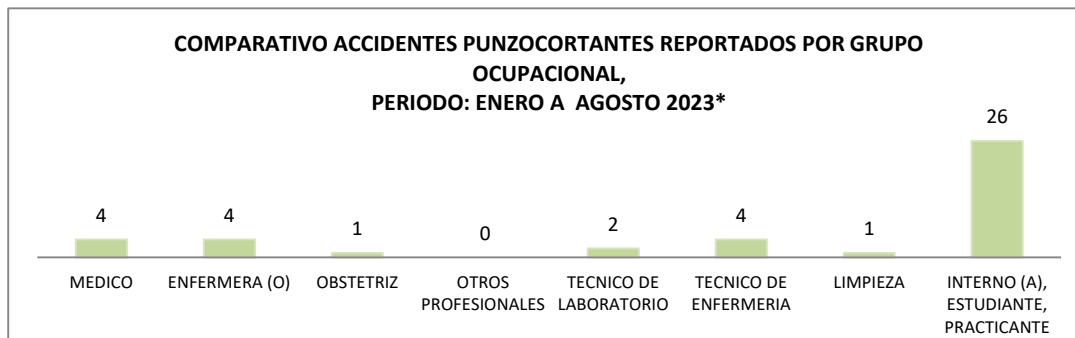 COMPARATIVO ACCIDENTES PUNZOCORTANTES REPORTADOS POR GRUPO
OCUPACIONAL,
PERIODO: ENERO A AGOSTO 2023*
4
4
1
0
2
4
1
26
MEDICO
ENFERMERA (O)
OBSTETRIZ
OTROS
PROFESIONALES
TECNICO DE
LABORATORIO
TECNICO DE
ENFERMERIA
LIMPIEZA
INTERNO (A),
ESTUDIANTE,
PRACTICANTE